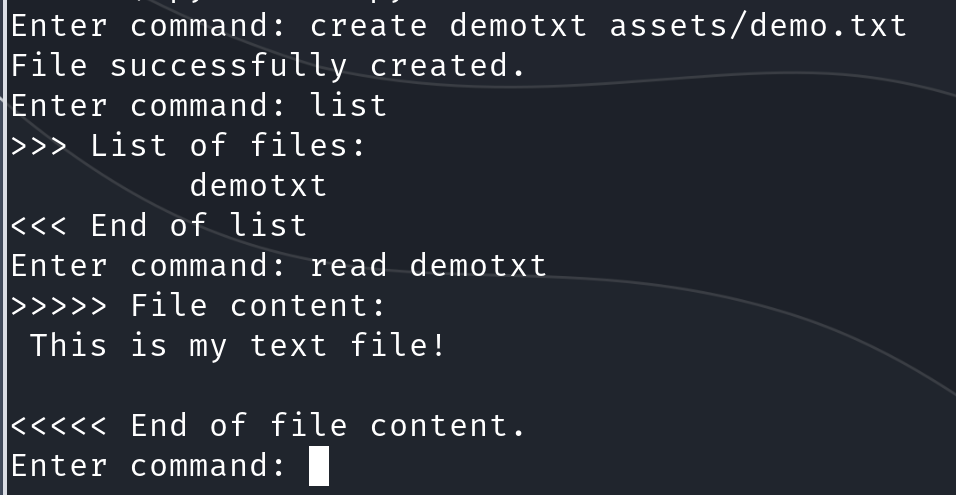 Enter command: create demotxt assets/demo.txt
File successfully created.
Enter command: list
>>> List of files:
demotxt
<<< End of list
Enter command: read demotxt
>>>>> File content:
This is my text file!
<<<<< End of file content.
Enter command: